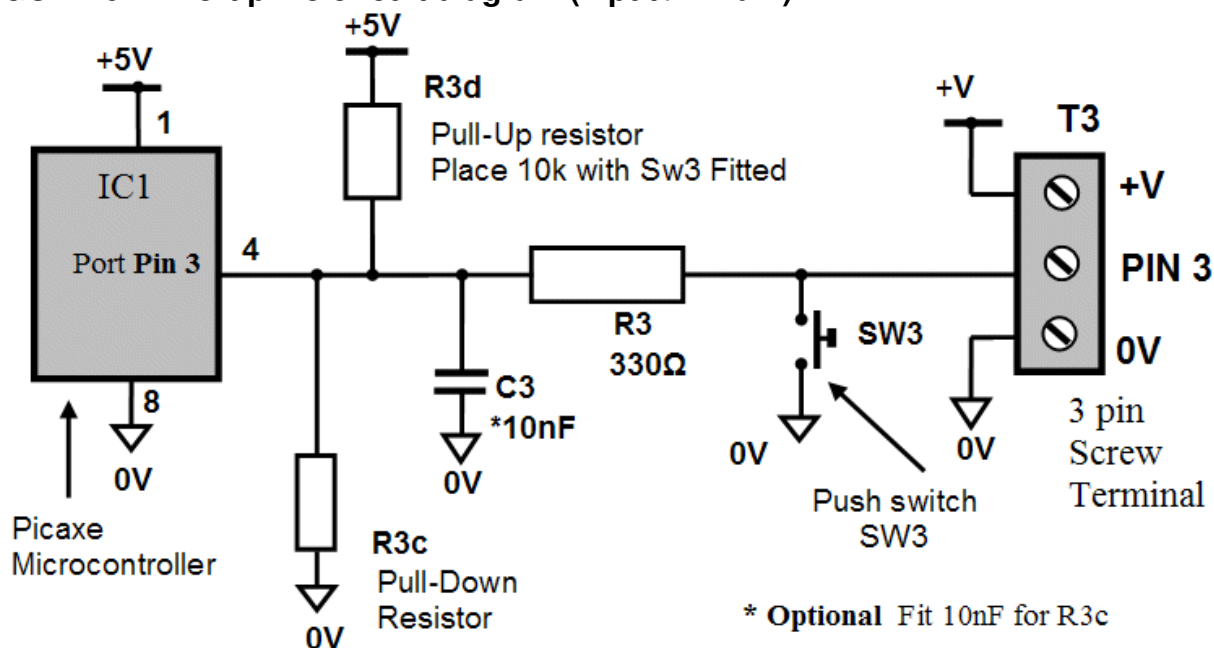 +5V
+5V
1
R3d
Pull-Up resistor
Place 10k with Sw3 Fitted
+V
T3
IC1
Port Pin 3
4
+V
PIN 3
0V
R3
330Ω
SW3
8
0V
C3
*10nF
0V
0V
0V
3 pin
Screw
Terminal
Picaxe
Microcontroller
R3c
Pull-Down
Resistor
0V
Push switch
SW3
* Optional Fit 10nF for R3c